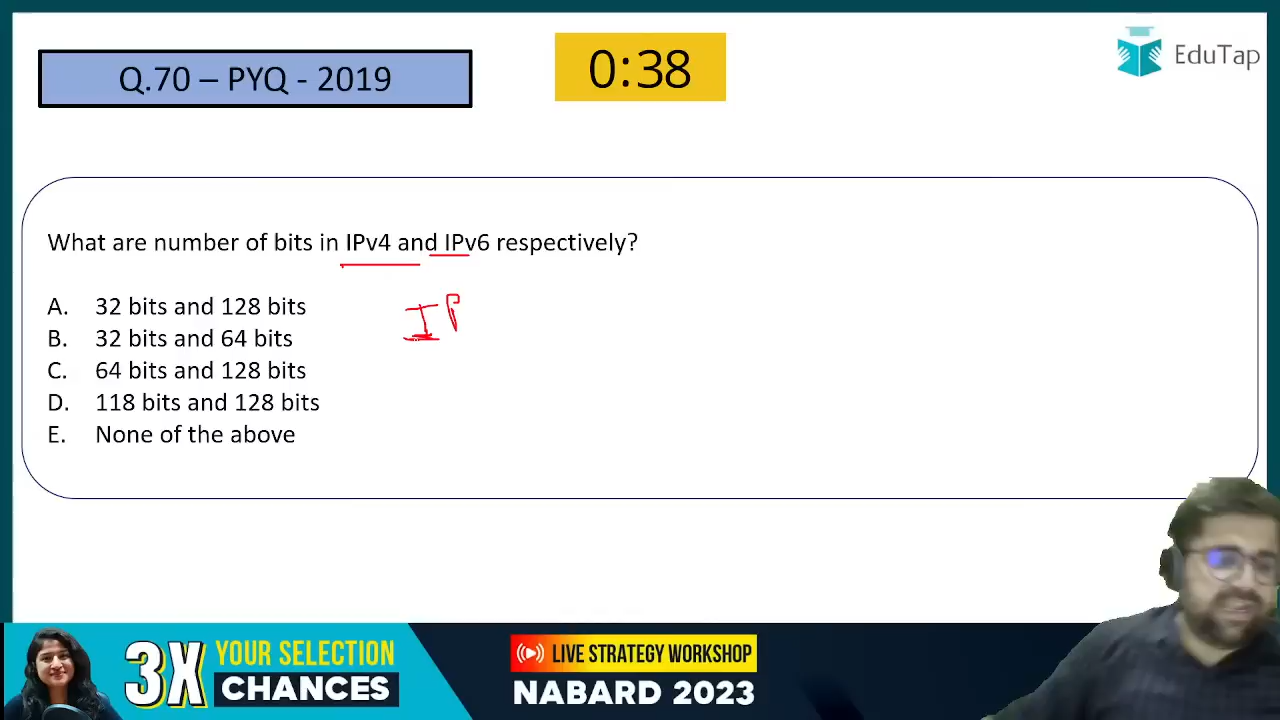 Q.70 – PYQ - 2019
0:38
EduTap
What are number of bits in IPv4 and IPv6 respectively?
A. 32 bits and 128 bits
B. 32 bits and 64 bits
C. 64 bits and 128 bits
D. 118 bits and 128 bits
E. None of the above
IP
3X YOUR SELECTION CHANCES
LIVE STRATEGY WORKSHOP
NABARD 2023